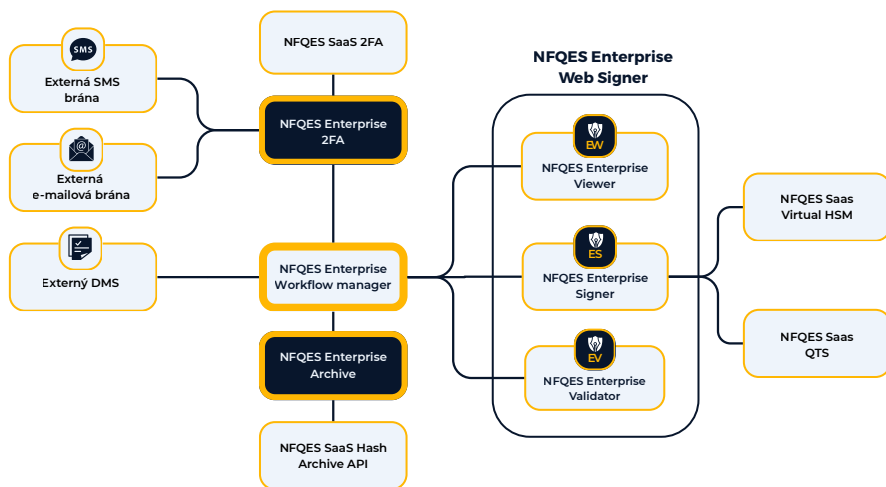 SMS
Externá SMS
brána
@
Externá
e-mailová brána
Externý DMS
NFQES SaaS 2FA
NFQES Enterprise
2FA
NFQES Enterprise
Workflow manager
NFQES Enterprise
Archive
NFQES SaaS Hash
Archive API
NFQES Enterprise
Web Signer
EW
NFQES Enterprise
Viewer
ES
NFQES Enterprise
Signer
EV
NFQES Enterprise
Validator
NFQES Saas
Virtual HSM
NFQES Saas
QTS